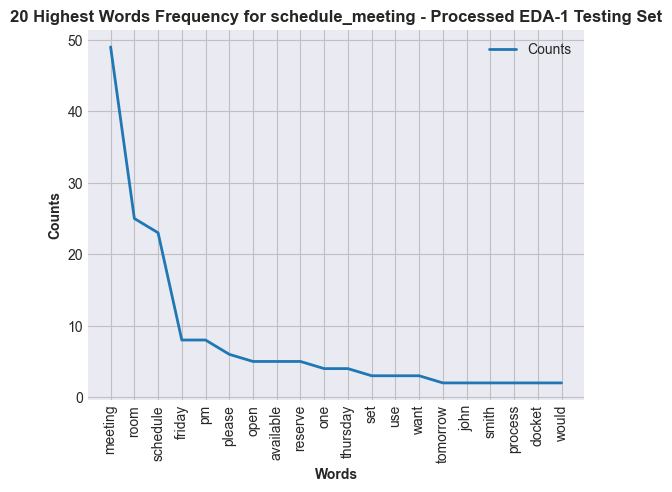 20 Highest Words Frequency for schedule_meeting - Processed EDA-1 Testing Set
Counts
50
40
30
20
10
0
Counts
meeting
room
schedule
friday
pm
please
open
available
reserve
one
thursday
set
use
want
tomorrow
john
smith
process
docket
would
Words